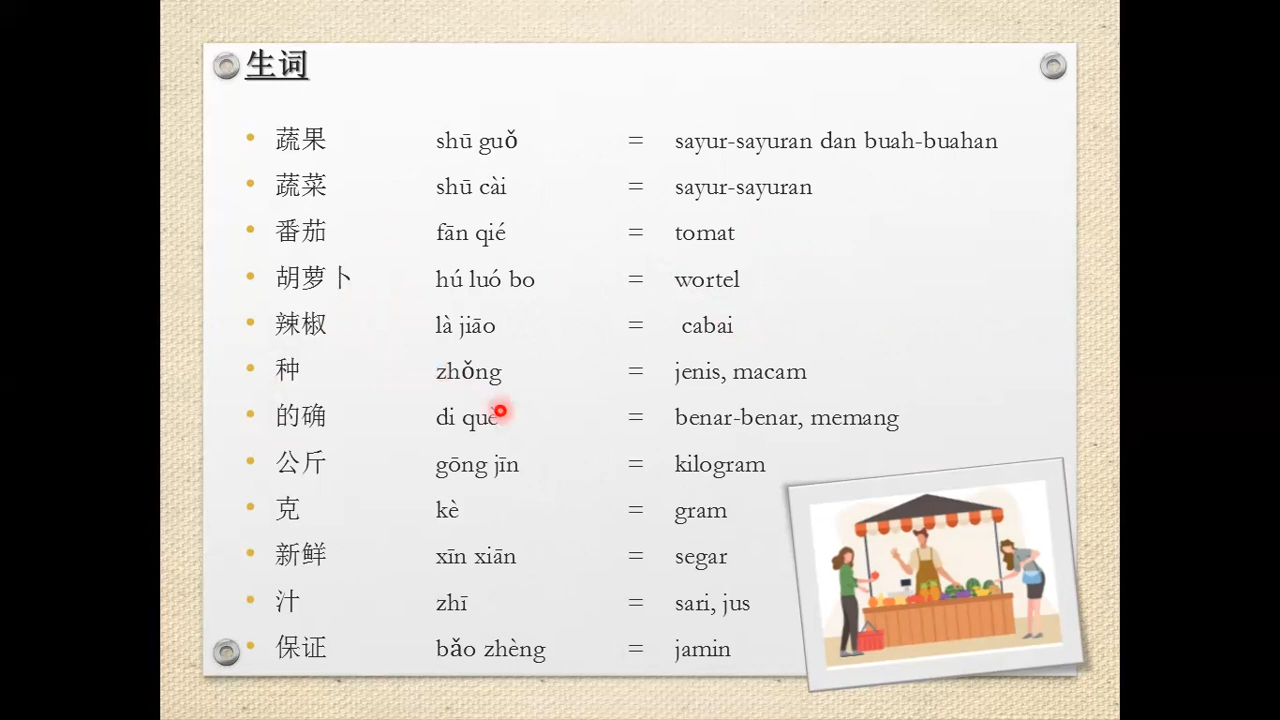 生词
• 蔬果 shū guǒ = sayur-sayuran dan buah-buahan
• 蔬菜 shū cài = sayur-sayuran
• 番茄 fān qié = tomat
• 胡萝卜 hú luó bo = wortel
• 辣椒 là jiāo = cabai
• 种 zhǒng = jenis, macam
• 的确 di què = benar-benar, memang
• 公斤 gōng jīn = kilogram
• 克 kè = gram
• 新鲜 xīn xiān = segar
• 汁 zhī = sari, jus
• 保证 bǎo zhèng = jamin